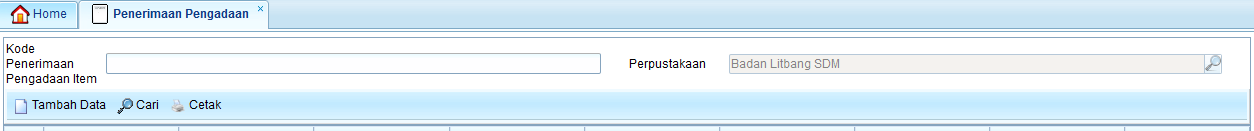 Home Penerimaan Pengadaan
Kode
Penerimaan
Pengadaan Item
Perpustakaan Badan Litbang SDM
Tambah Data Cari Cetak